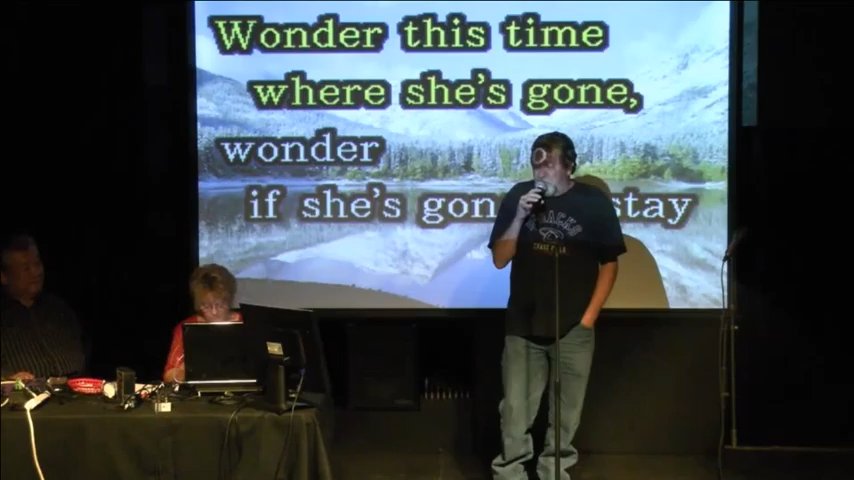 Wonder this time
where she's gone,
wonder
if she's gon stay